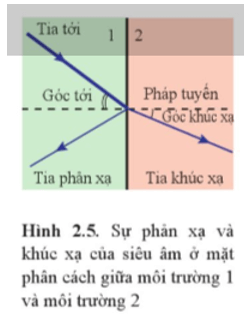 Tia tới 1 2
Góc tới Pháp tuyến
Góc khúc xạ
Tia phản xạ Tia khúc xạ
Hình 2.5. Sự phản xạ và
khúc xạ của siêu âm ở mặt
phân cách giữa môi trường 1
và môi trường 2